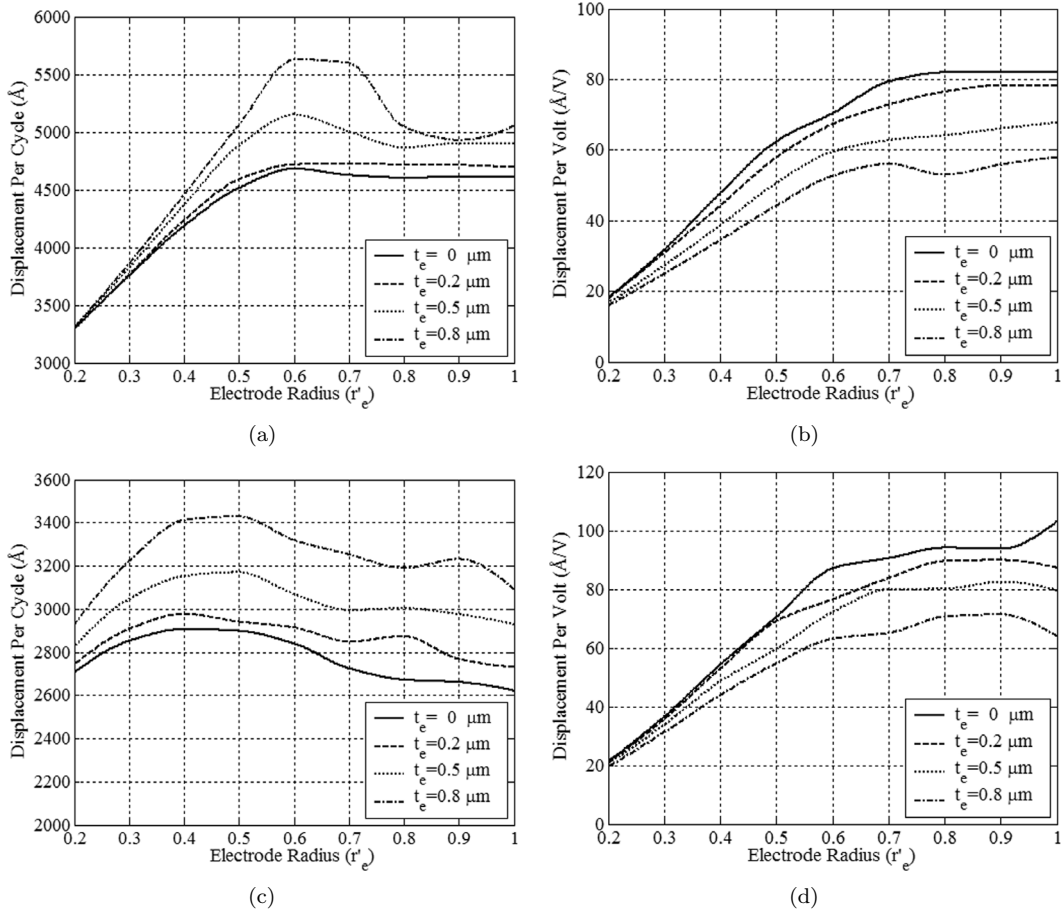 6000
5500
5000
4500
4000
3500
3000
Displacement Per Cycle (Å)
0.2 0.3 0.4 0.5 0.6 0.7 0.8 0.9 1
Electrode Radius (r'e)
te= 0 μm
te=0.2 μm
te=0.5 μm
te=0.8 μm
(a)
100
80
60
40
20
0
Displacement Per Volt (Å/V)
0.2 0.3 0.4 0.5 0.6 0.7 0.8 0.9 1
Electrode Radius (r'e)
te= 0 μm
te=0.2 μm
te=0.5 μm
te=0.8 μm
(b)
3600
3400
3200
3000
2800
2600
2400
2200
2000
Displacement Per Cycle (Å)
0.2 0.3 0.4 0.5 0.6 0.7 0.8 0.9 1
Electrode Radius (r'e)
te= 0 μm
te=0.2 μm
te=0.5 μm
te=0.8 μm
(c)
120
100
80
60
40
20
0
Displacement Per Volt (Å/V)
0.2 0.3 0.4 0.5 0.6 0.7 0.8 0.9 1
Electrode Radius (r'e)
te= 0 μm
te=0.2 μm
te=0.5 μm
te=0.8 μm
(d)